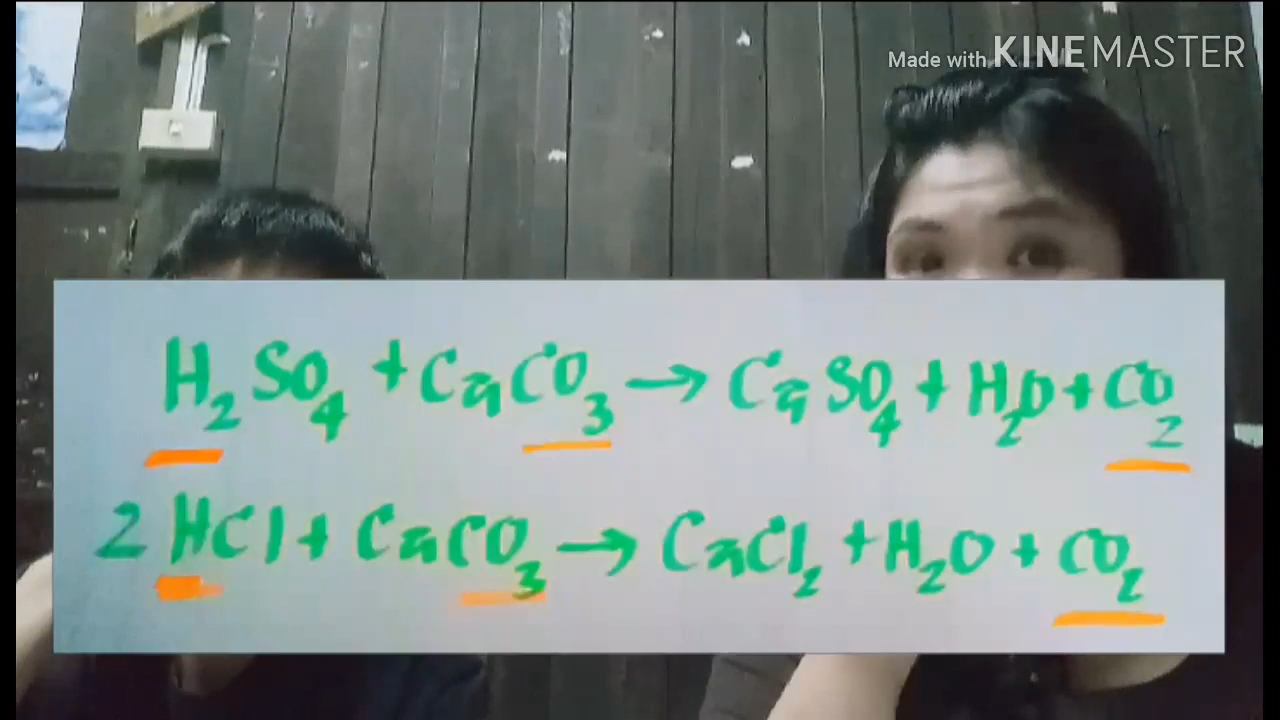 Made with KINEMASTER
H₂SO₄ + CaCO₃ → CaSO₄ + H₂O + CO₂
2 HCl + CaCO₃ → CaCl₂ + H₂O + CO₂